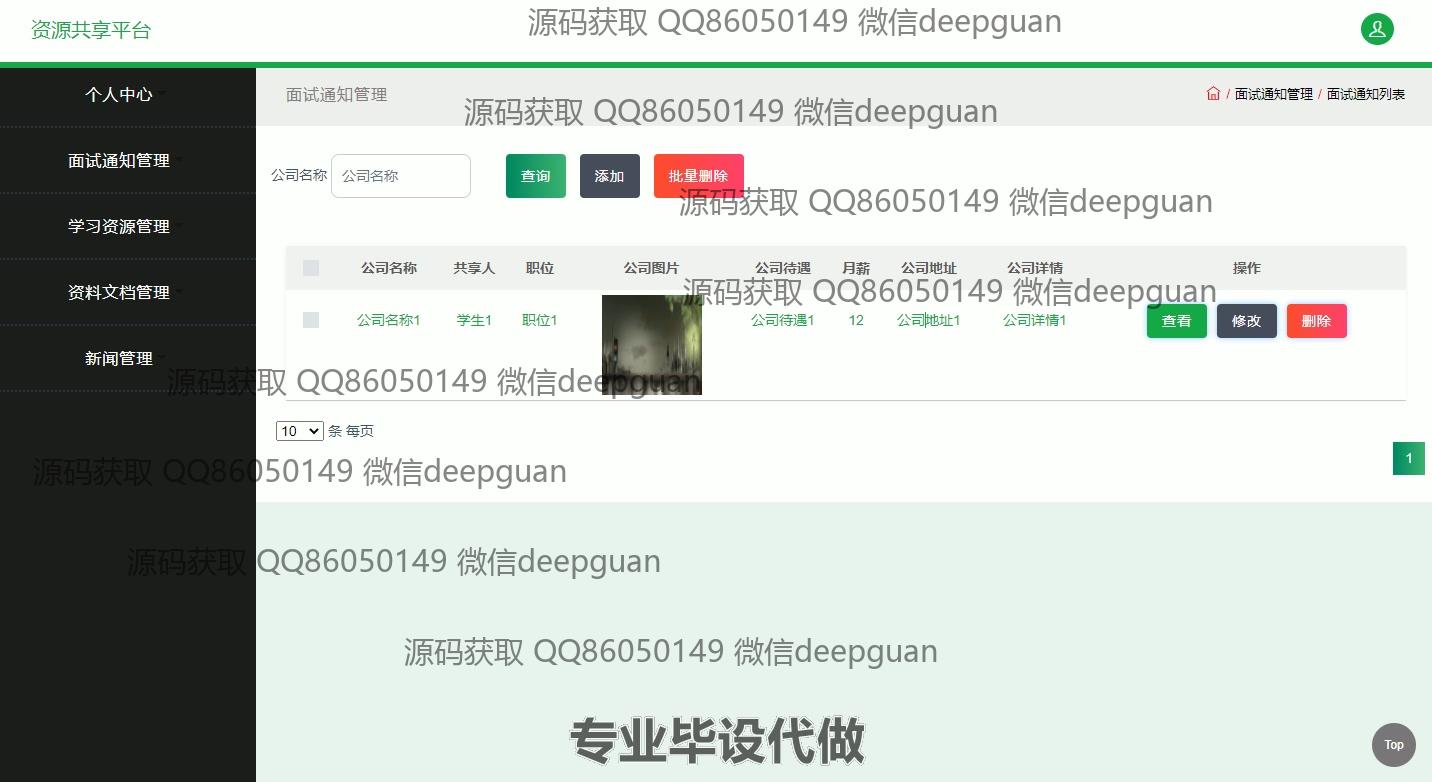 资源共享平台
源码获取 QQ86050149 微信deepguan
个人中心
面试通知管理
学习资源管理
资料文档管理
新闻管理
面试通知管理
/ 面试通知管理 / 面试通知列表
源码获取 QQ86050149 微信deepguan
公司名称 公司名称 查询 添加 批量删除
源码获取 QQ86050149 微信deepguan
公司名称 共享人 职位 公司图片 公司待遇 月薪 公司地址 公司详情 操作
源码获取 QQ86050149 微信deepguan
公司名称1 学生1 职位1 公司待遇1 12 公司地址1 公司详情1 查看 修改 删除
源码获取 QQ86050149 微信deepguan
10 条 每页
1
源码获取 QQ86050149 微信deepguan
源码获取 QQ86050149 微信deepguan
源码获取 QQ86050149 微信deepguan
专业毕设代做
Top